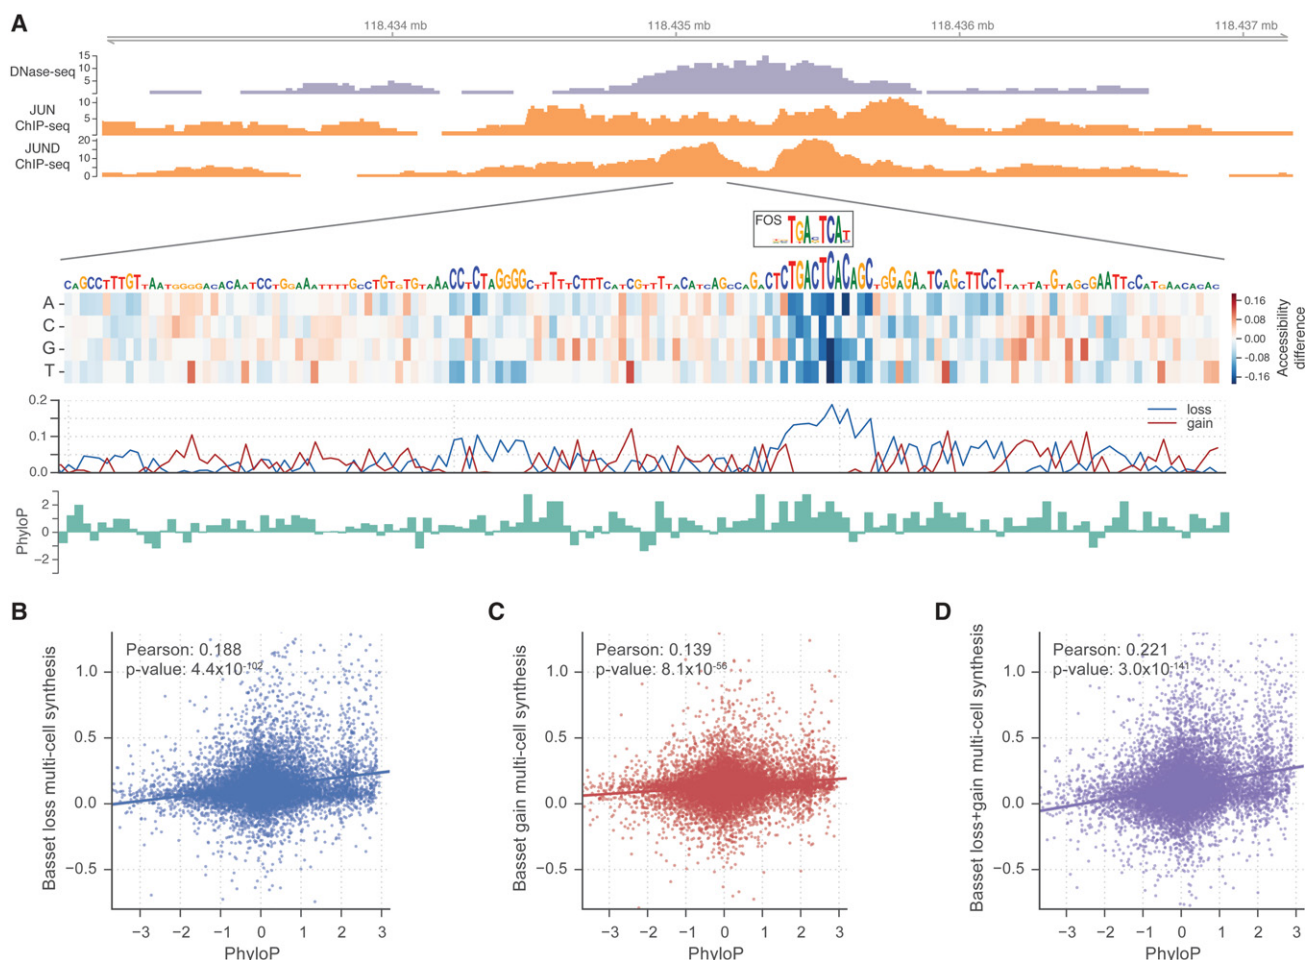 A
118.434 mb 118.435 mb 118.436 mb 118.437 mb
DNase-seq
15
10
5
JUN
ChIP-seq
10
5
JUND
ChIP-seq
20
10
0
FOS TGA TCA
A
C
G
T
0.16
0.08
0.00
−0.08
−0.16
Accessibility
difference
0.2
0.1
0.0
loss
gain
PhyloP
2
0
−2
B
Basset loss multi-cell synthesis
Pearson: 0.188
p-value: 4.4x10⁻¹⁰²
1.0
0.5
0.0
−0.5
−3 −2 −1 0 1 2 3
PhyloP
C
Basset gain multi-cell synthesis
Pearson: 0.139
p-value: 8.1x10⁻⁵⁶
1.0
0.5
0.0
−0.5
−3 −2 −1 0 1 2 3
PhyloP
D
Basset loss+gain multi-cell synthesis
Pearson: 0.221
p-value: 3.0x10⁻¹⁴¹
1.0
0.5
0.0
−0.5
−3 −2 −1 0 1 2 3
PhyloP